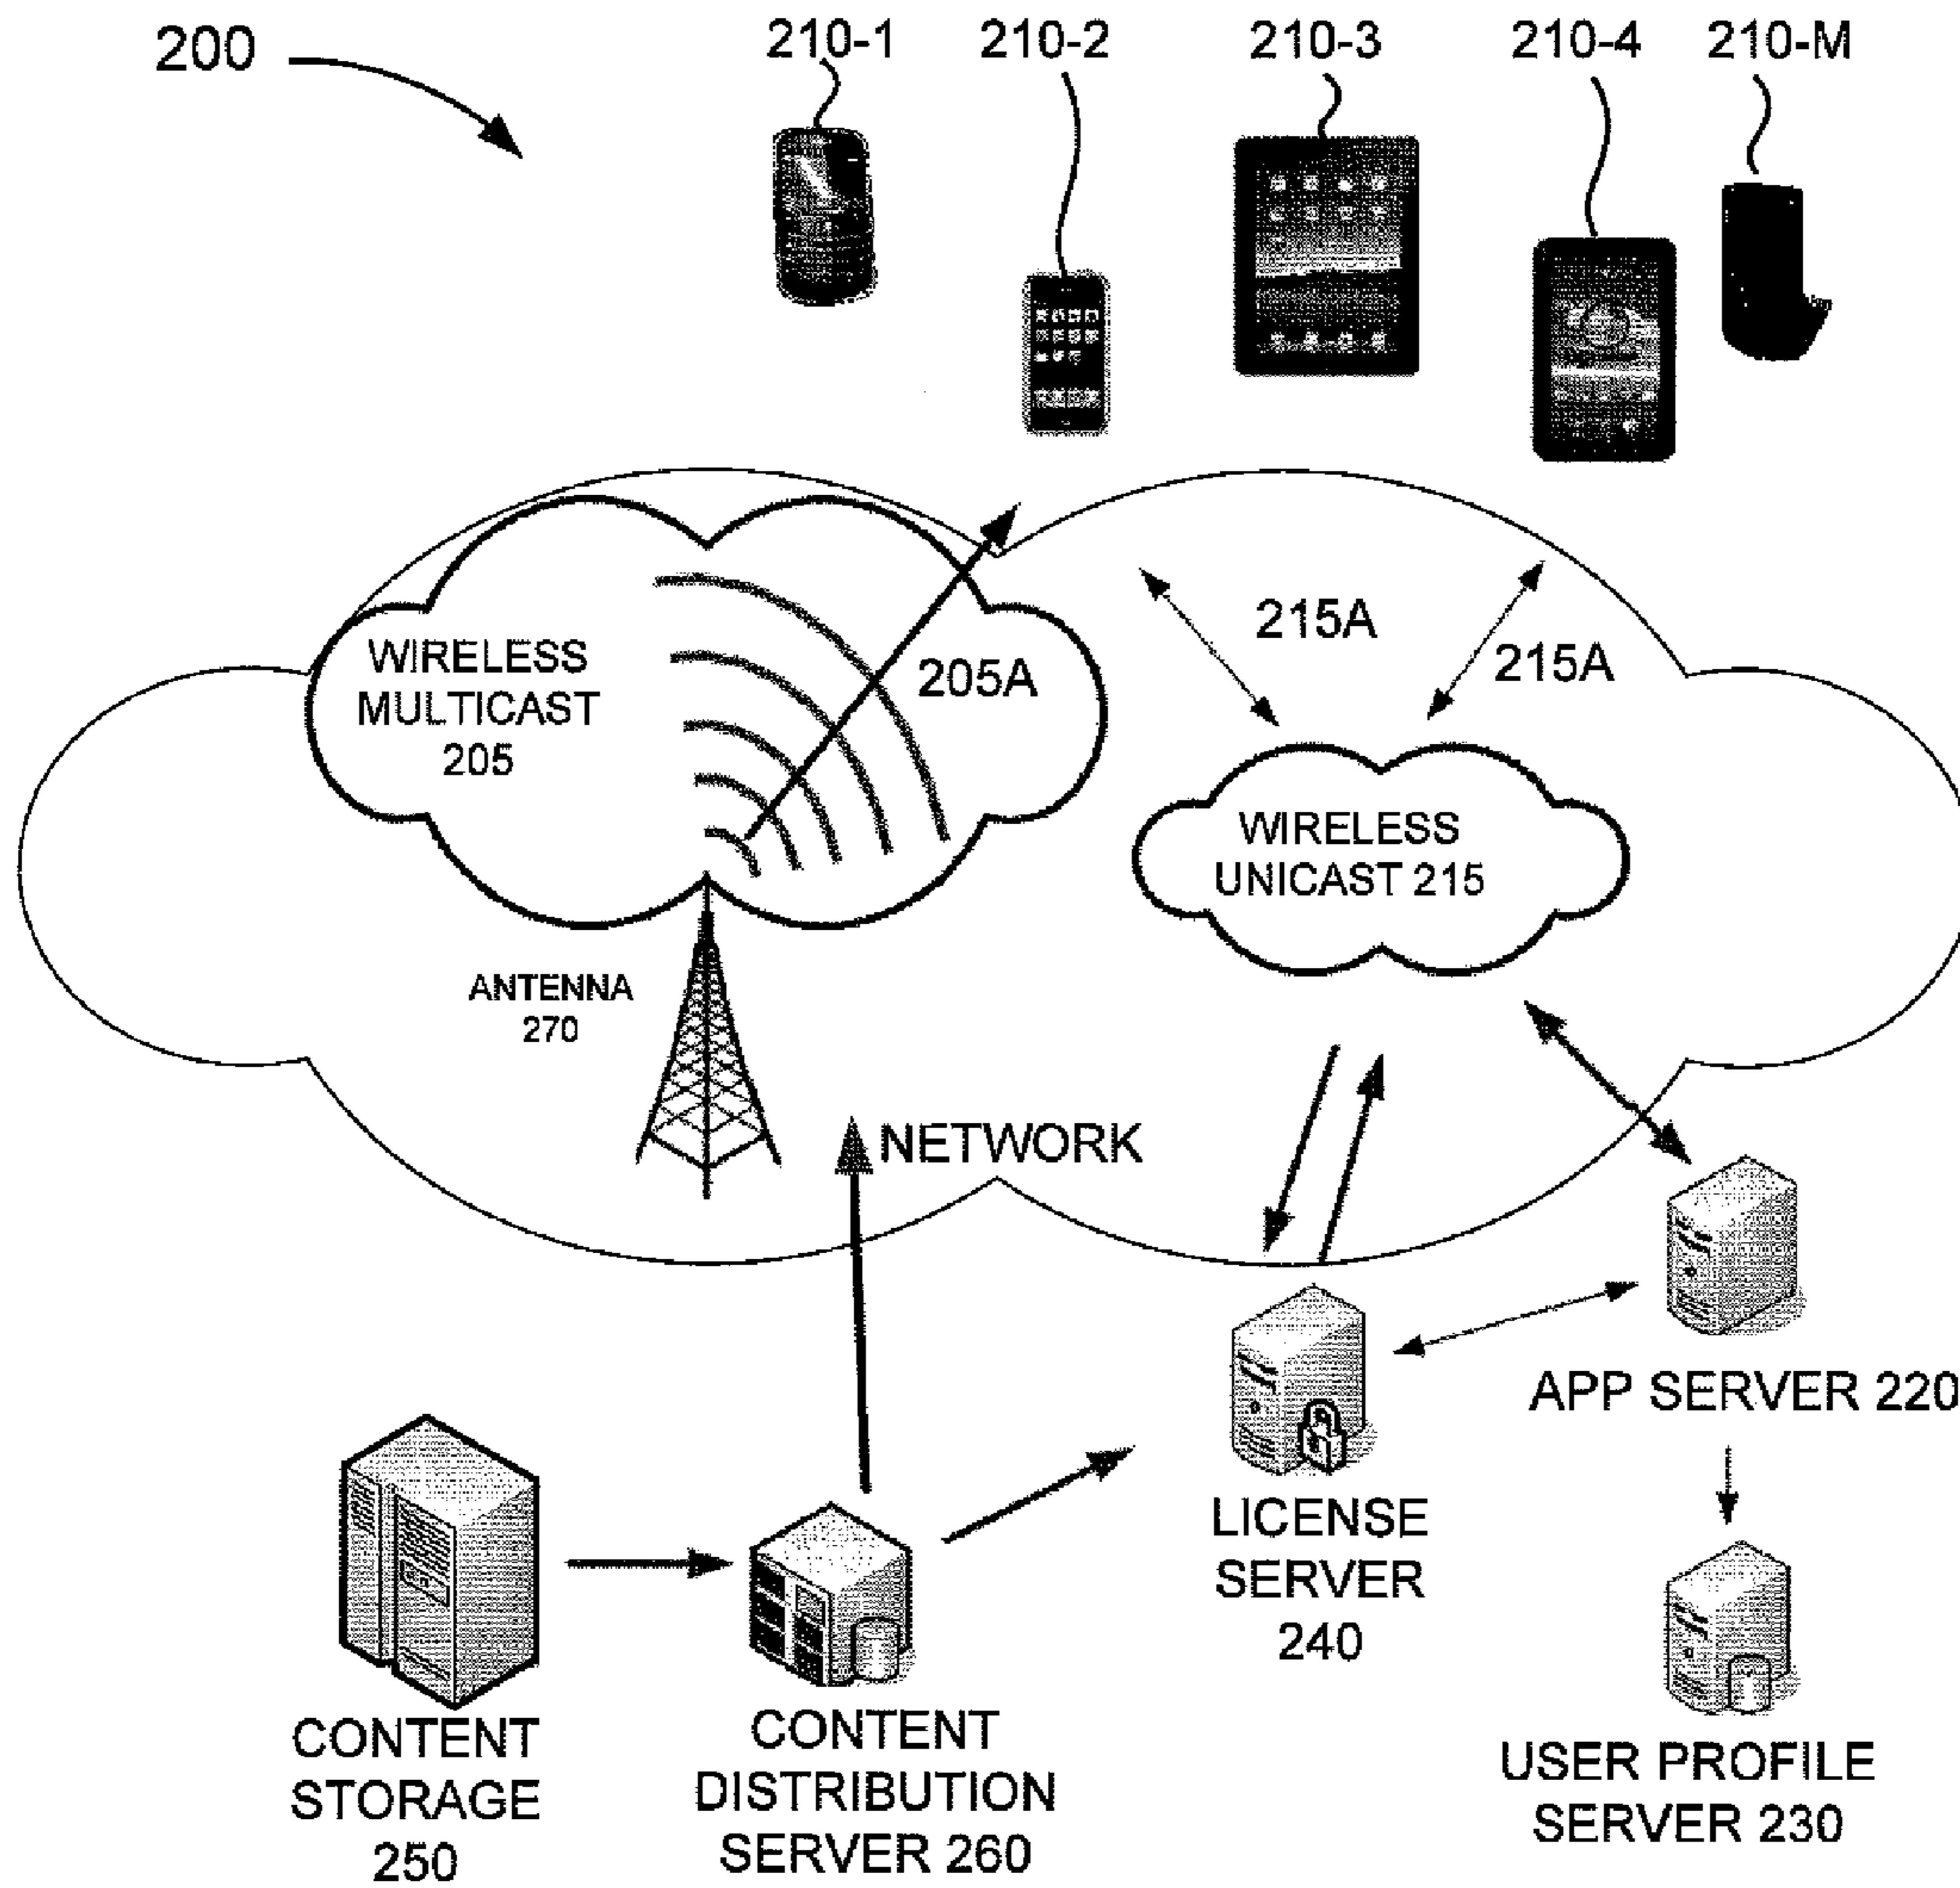 200
210-1
210-2
210-3
210-4
210-M
WIRELESS
MULTICAST
205
205A
215A
215A
WIRELESS
UNICAST 215
ANTENNA
270
NETWORK
APP SERVER 220
LICENSE
SERVER
240
CONTENT
STORAGE
250
CONTENT
DISTRIBUTION
SERVER 260
USER PROFILE
SERVER 230